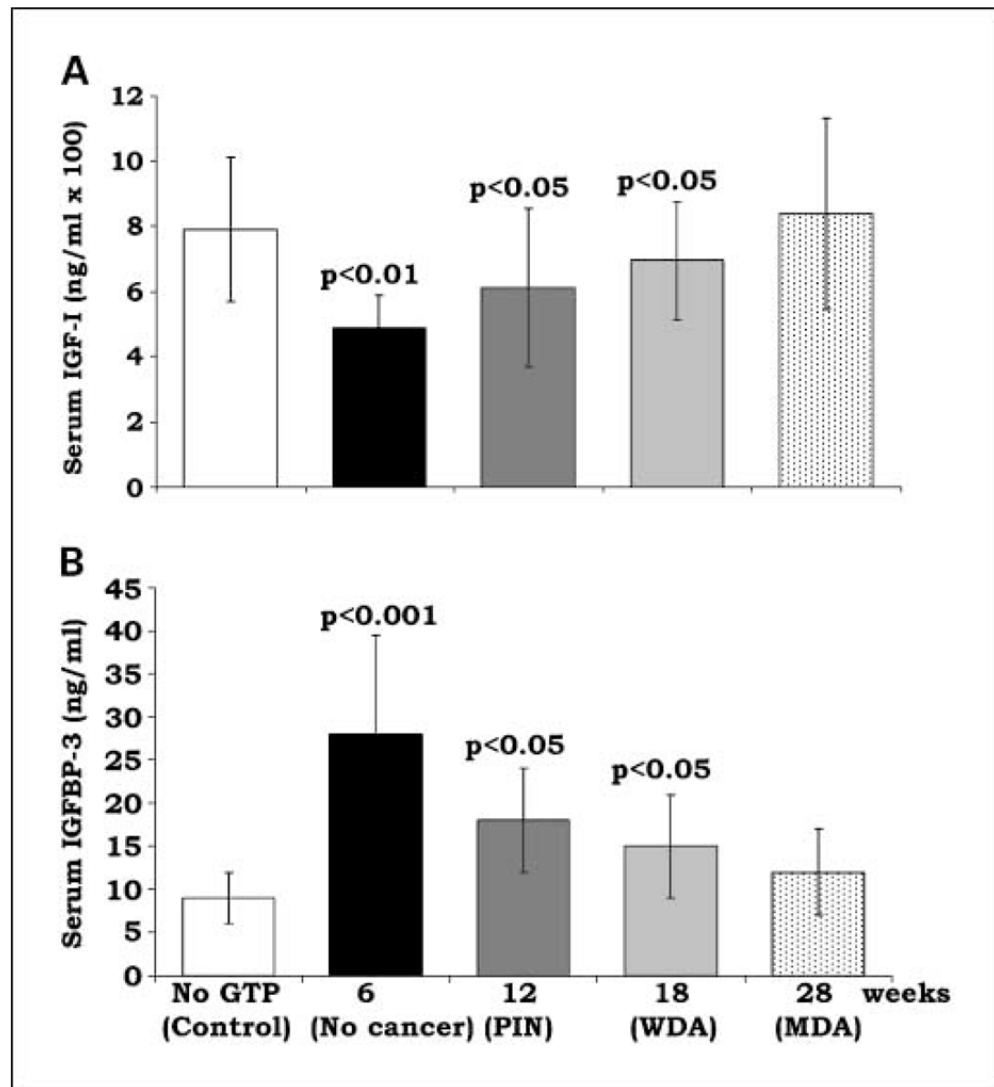 A
Serum IGF-I (ng/ml x 100)
12
10
8
6
4
2
0
p<0.01
p<0.05
p<0.05
B
Serum IGFBP-3 (ng/ml)
45
40
35
30
25
20
15
10
5
0
p<0.001
p<0.05
p<0.05
No GTP 6 12 18 28 weeks
(Control) (No cancer) (PIN) (WDA) (MDA)